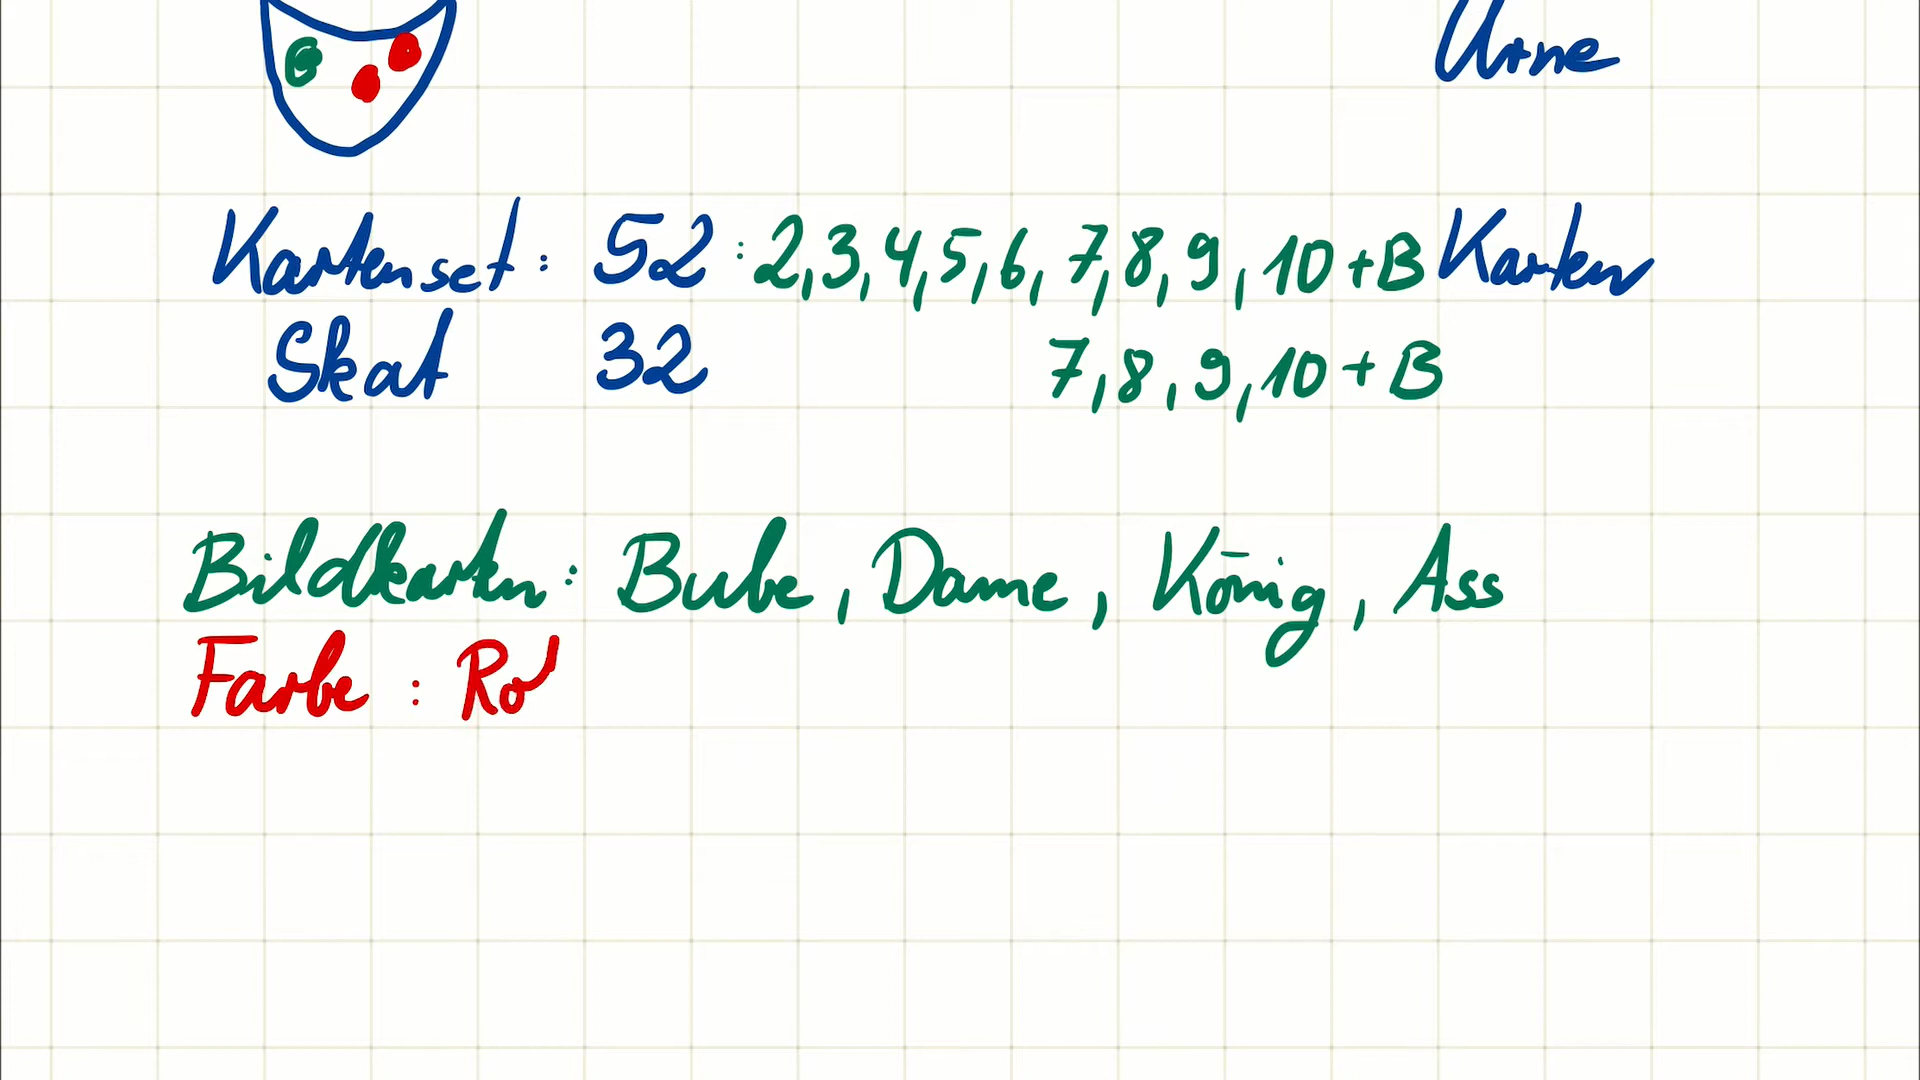 Urne
Kartenset: 52: 2,3,4,5,6,7,8,9,10+B Karten
Skat 32 7,8,9,10+B
Bildkarten: Bube, Dame, König, Ass
Farbe: Ro